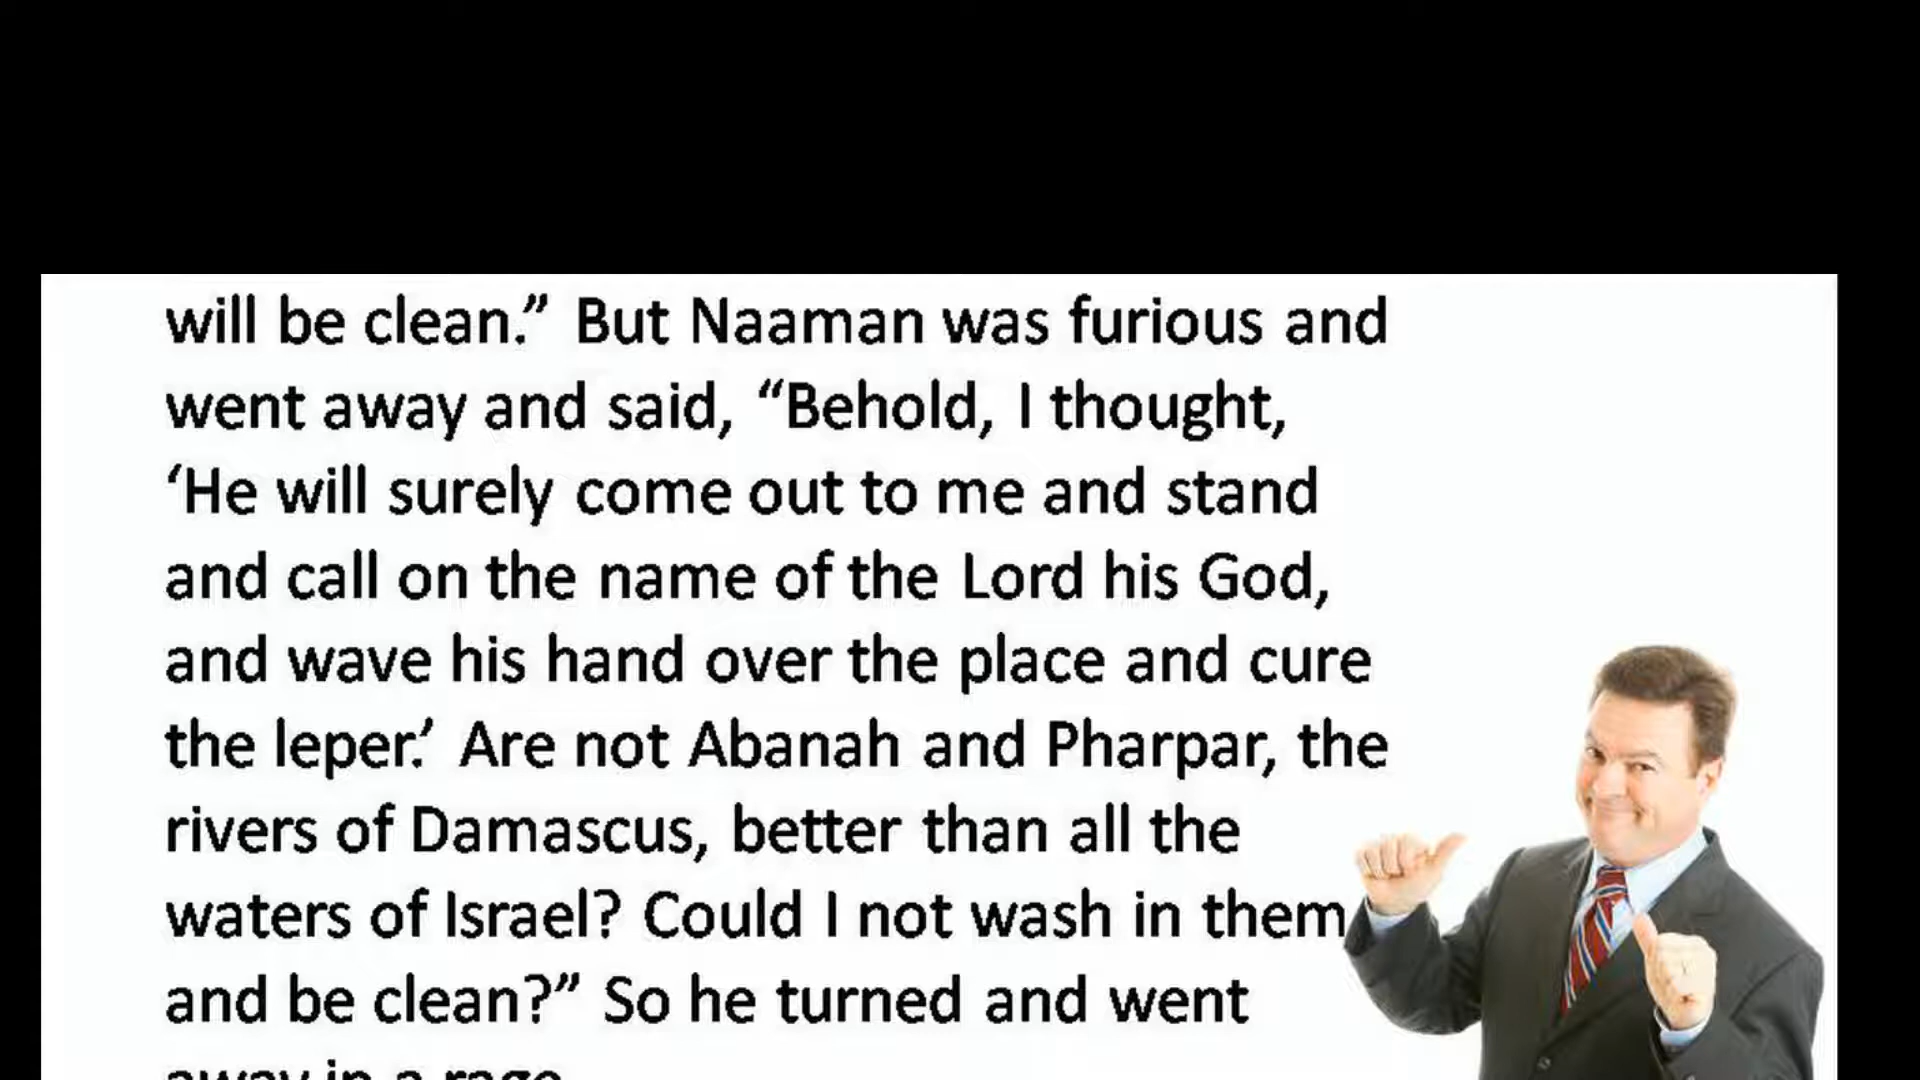 will be clean.” But Naaman was furious and
went away and said, “Behold, I thought,
‘He will surely come out to me and stand
and call on the name of the Lord his God,
and wave his hand over the place and cure
the leper.’ Are not Abanah and Pharpar, the
rivers of Damascus, better than all the
waters of Israel? Could I not wash in them
and be clean?” So he turned and went
away in a rage